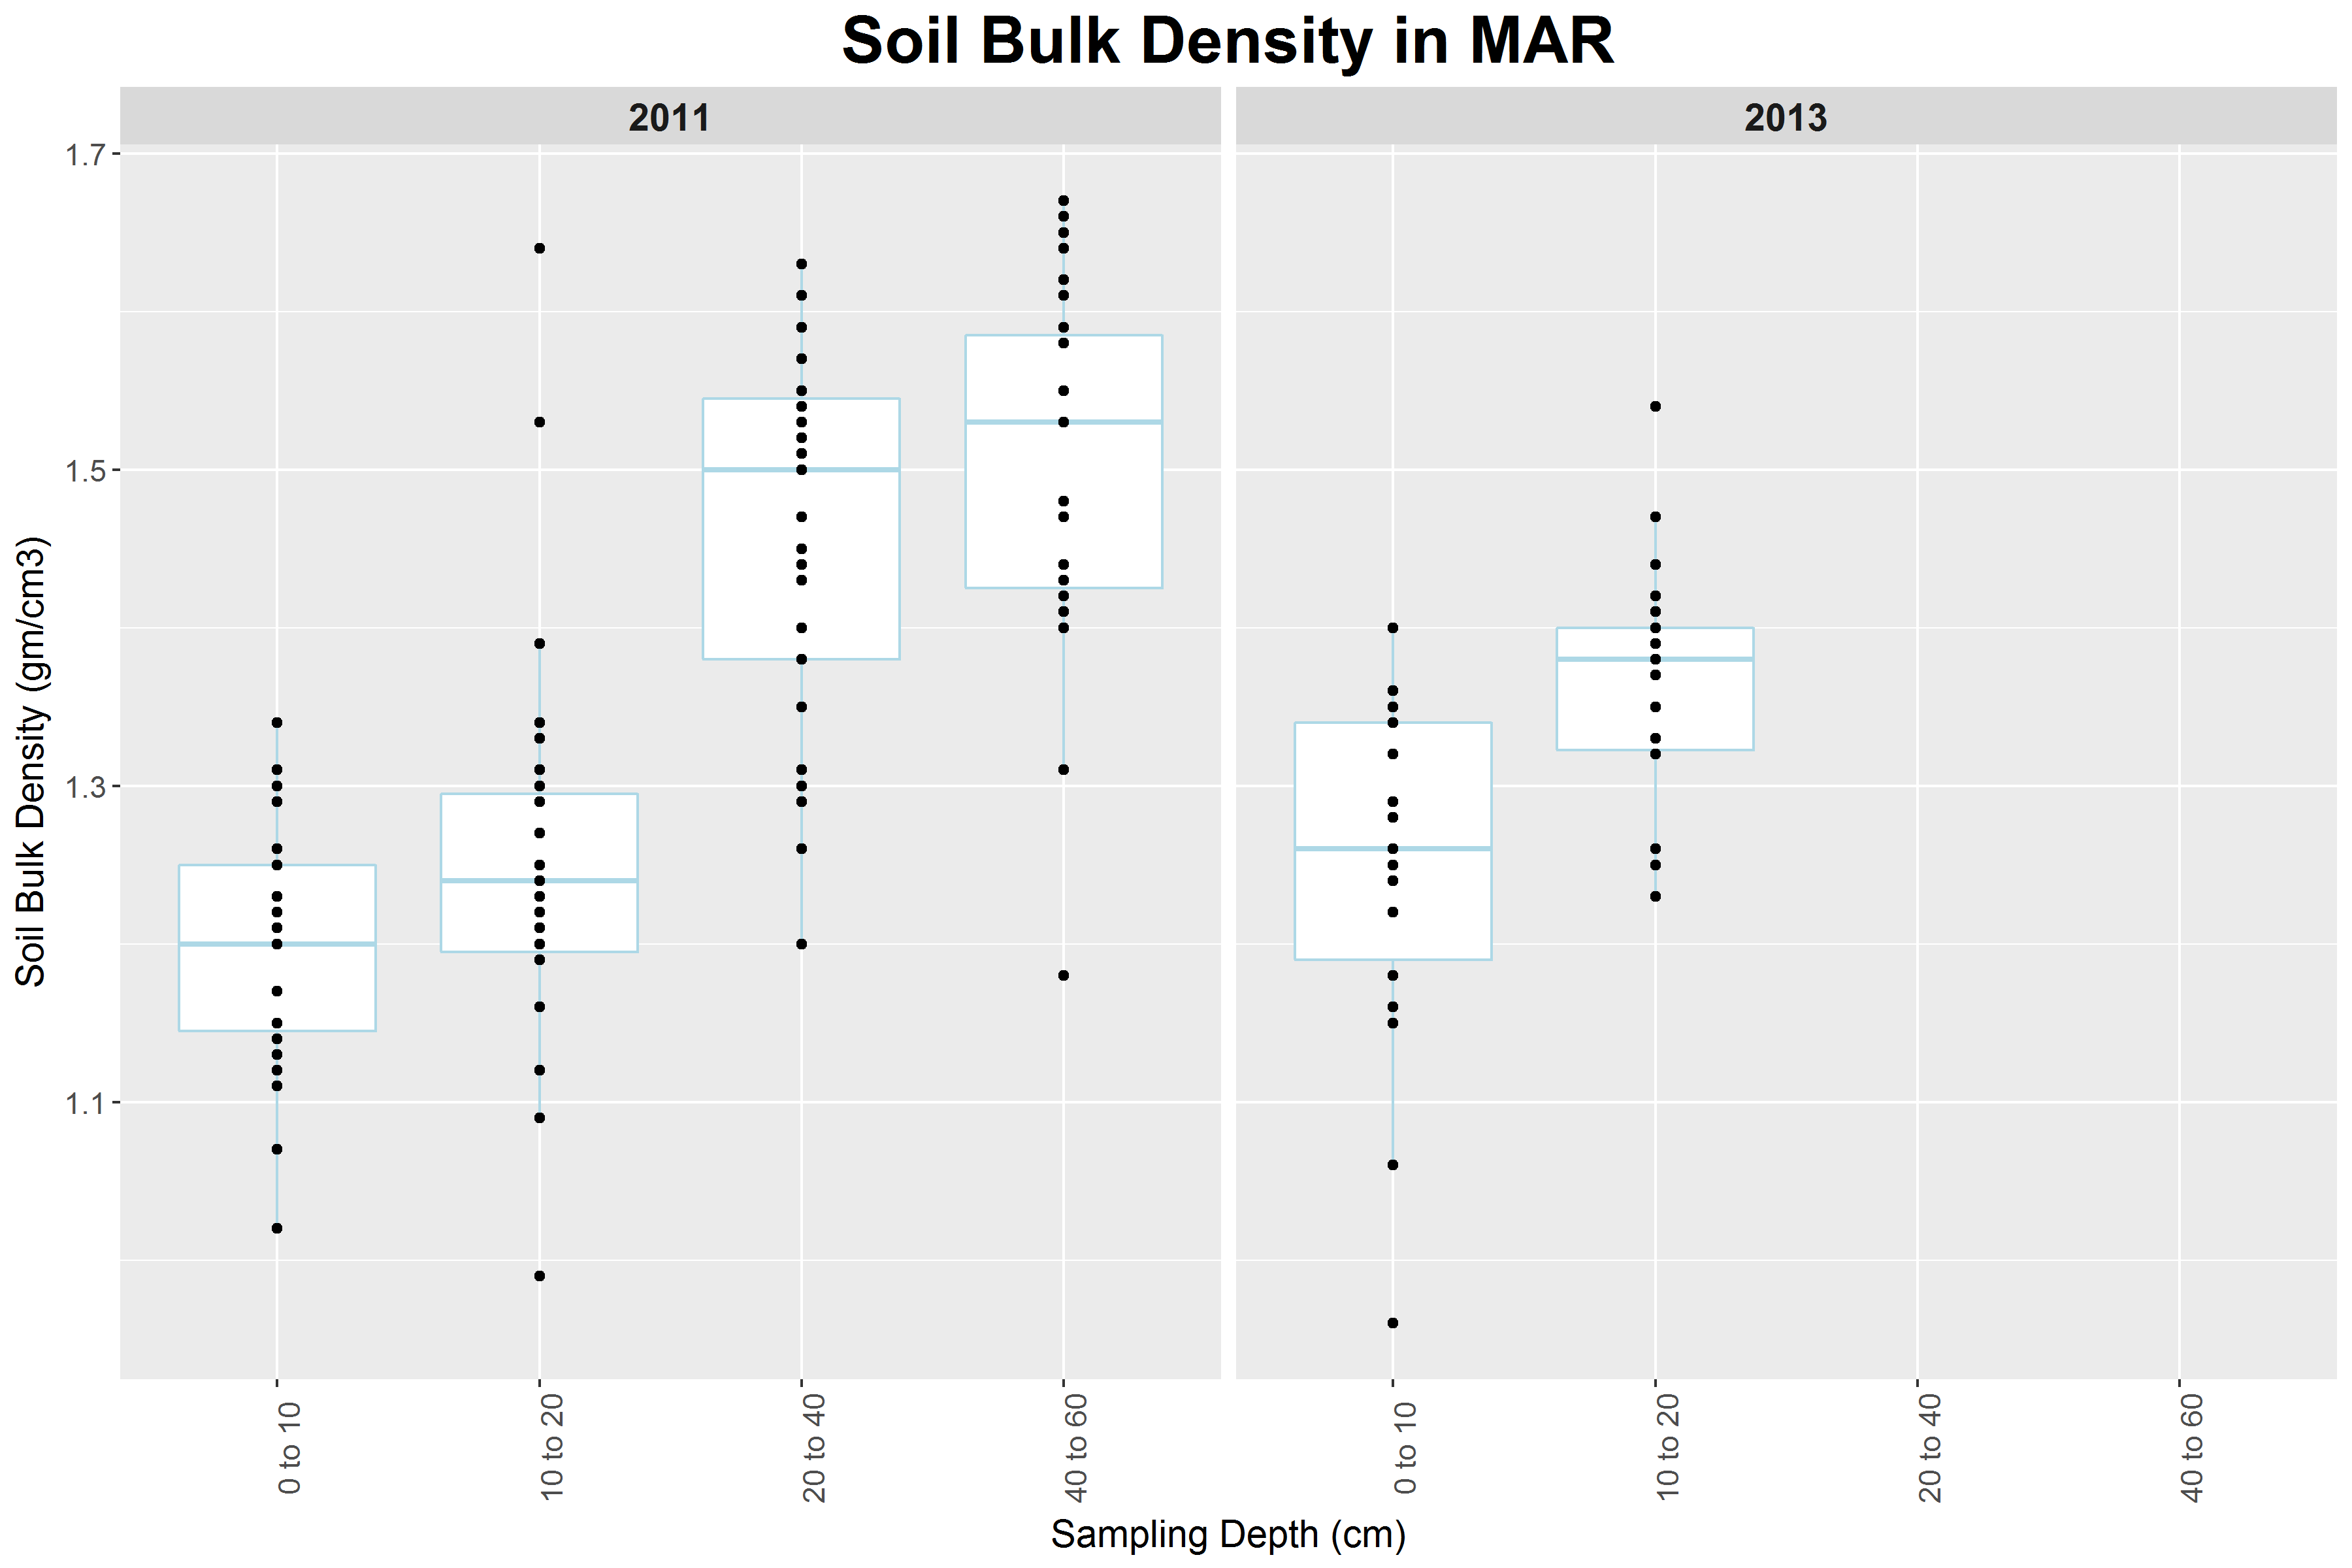 Soil Bulk Density in MAR
2011
2013
1.7
1.5
1.3
1.1
Soil Bulk Density (gm/cm3)
0 to 10
10 to 20
20 to 40
40 to 60
0 to 10
10 to 20
20 to 40
40 to 60
Sampling Depth (cm)